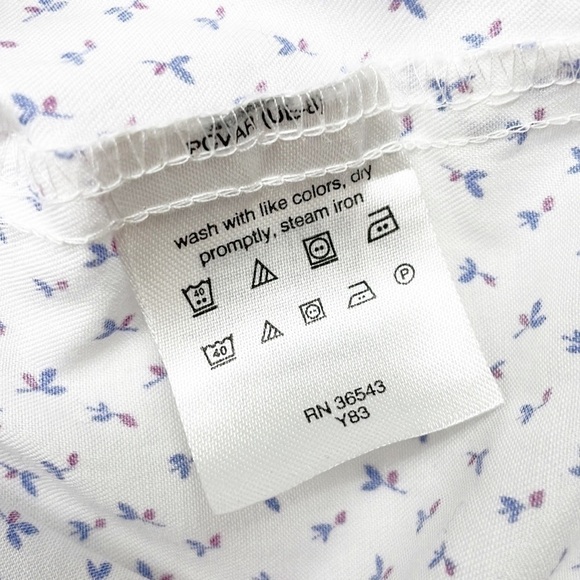 wash with like colors, dry
promptly, steam iron
40
40
P
RN 36543
Y83